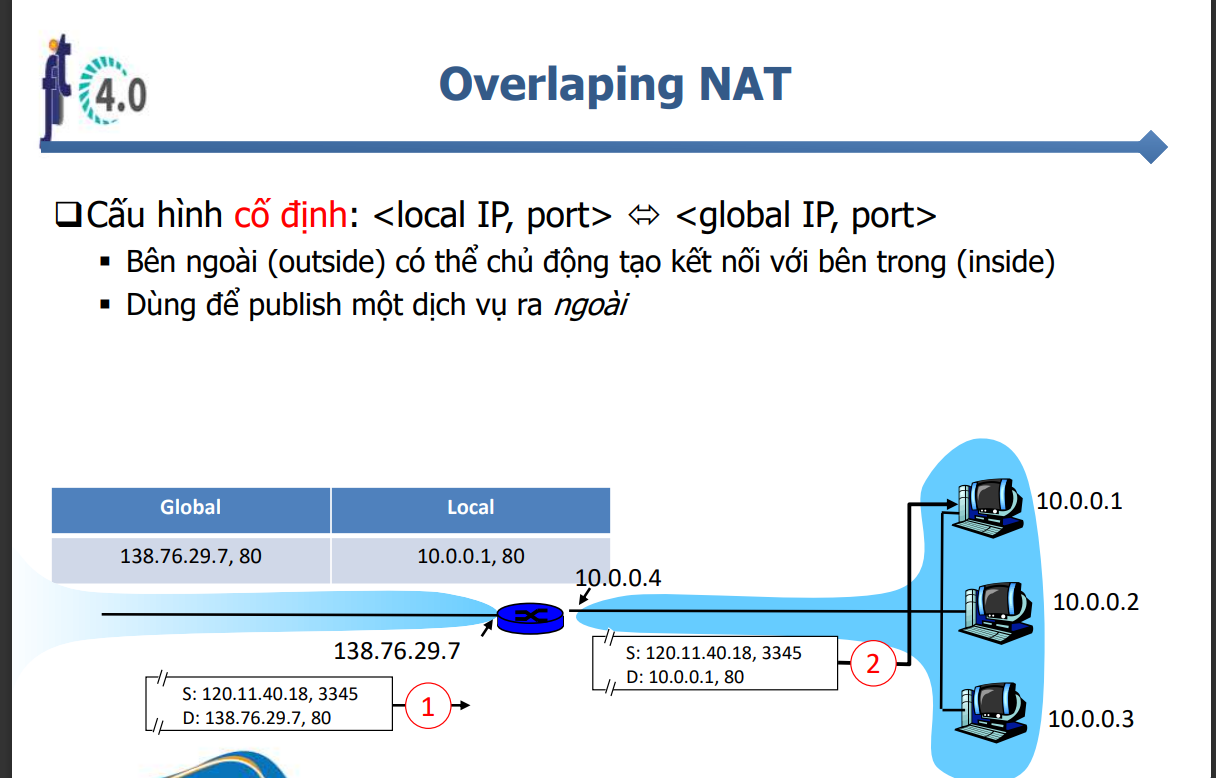 fit 4.0
Overlaping NAT
❑Cấu hình cố định: <local IP, port> ⬄ <global IP, port>
▪ Bên ngoài (outside) có thể chủ động tạo kết nối với bên trong (inside)
▪ Dùng để publish một dịch vụ ra ngoài
Global Local
138.76.29.7, 80 10.0.0.1, 80
10.0.0.1
10.0.0.4
10.0.0.2
138.76.29.7
S: 120.11.40.18, 3345
D: 10.0.0.1, 80
2
S: 120.11.40.18, 3345
D: 138.76.29.7, 80
1
10.0.0.3